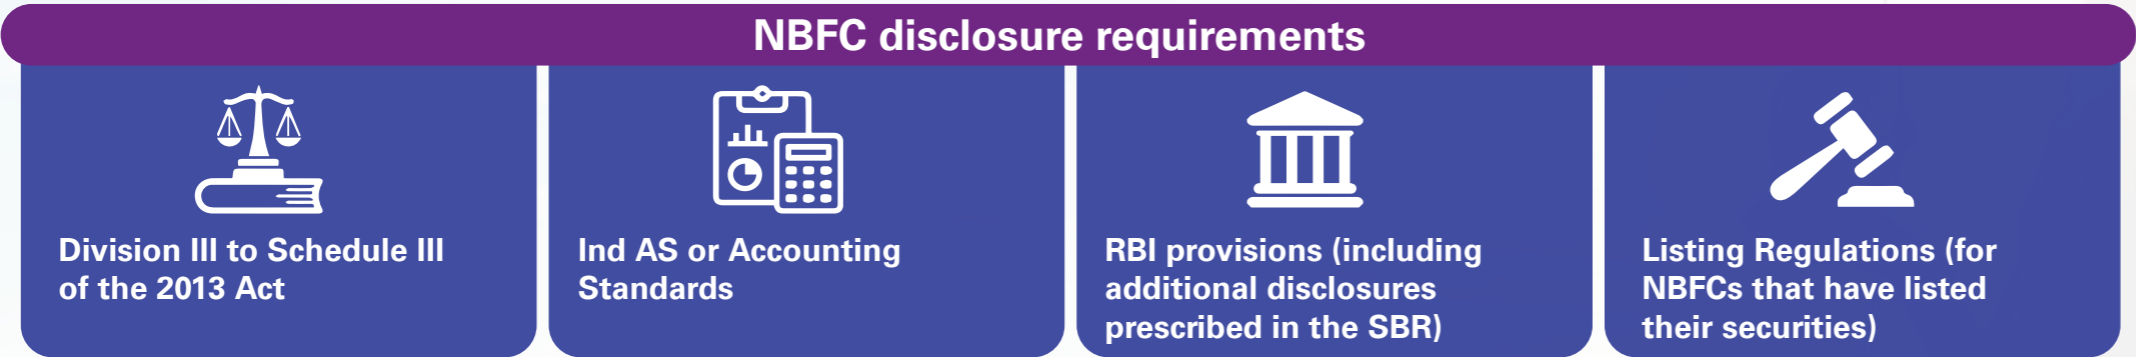 NBFC disclosure requirements
Division III to Schedule III
of the 2013 Act
Ind AS or Accounting
Standards
RBI provisions (including
additional disclosures
prescribed in the SBR)
Listing Regulations (for
NBFCs that have listed
their securities)